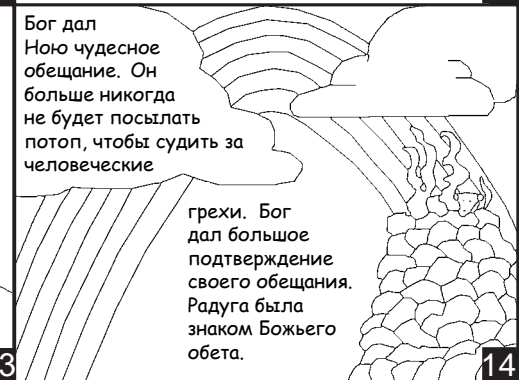 Бог дал
Ною чудесное
обещание. Он
больше никогда
не будет посылать
потоп, чтобы судить за
человеческие
грехи. Бог
дал большое
подтверждение
своего обещания.
Радуга была
знаком Божьего
обета.
3
14